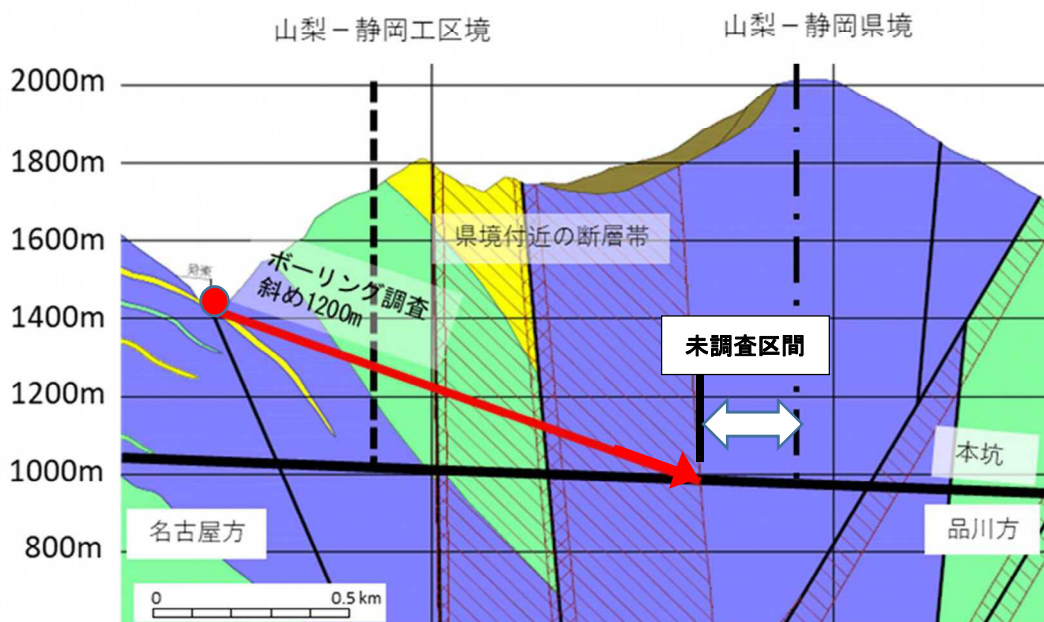 山梨－静岡工区境
山梨－静岡県境
2000m
1800m
1600m
1400m
1200m
1000m
800m
県境付近の断層帯
ボーリング調査
斜め1200m
未調査区間
本坑
名古屋方
品川方
0
0.5 km